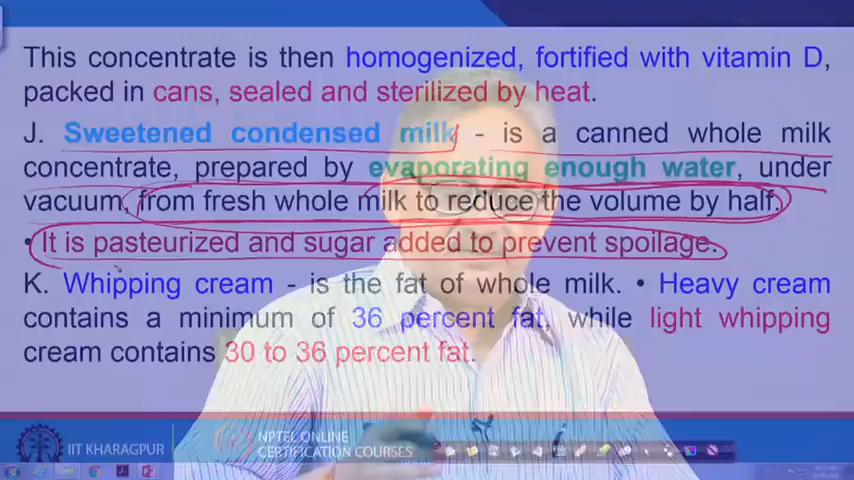 This concentrate is then homogenized, fortified with vitamin D,
packed in cans, sealed and sterilized by heat.
J. Sweetened condensed milk - is a canned whole milk
concentrate, prepared by evaporating enough water, under
vacuum, from fresh whole milk to reduce the volume by half.
• It is pasteurized and sugar added to prevent spoilage.
K. Whipping cream - is the fat of whole milk. • Heavy cream
contains a minimum of 36 percent fat, while light whipping
cream contains 30 to 36 percent fat.
IIT KHARAGPUR
NPTEL ONLINE
CERTIFICATION COURSES